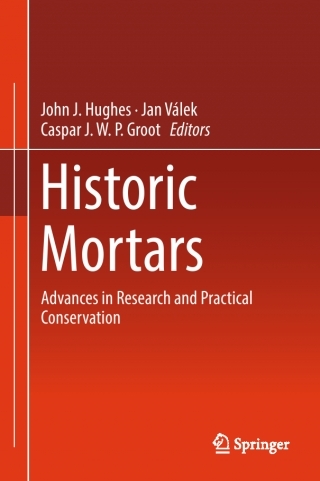 John J. Hughes · Jan Válek
Caspar J. W. P. Groot Editors
Historic
Mortars
Advances in Research and Practical
Conservation
Springer